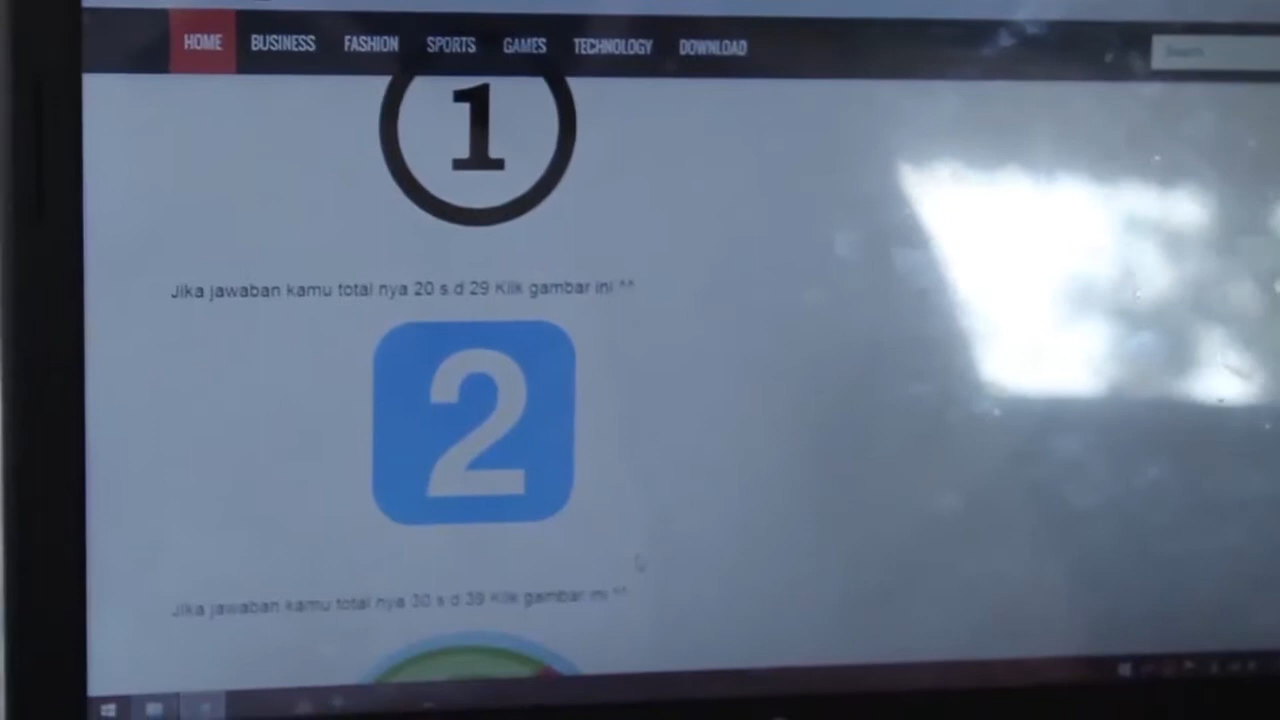 HOME BUSINESS FASHION SPORTS GAMES TECHNOLOGY DOWNLOAD Search
1
Jika jawaban kamu total nya 20 s d 29 Klik gambar ini ^^
2
Jika jawaban kamu total nya 30 s d 39 Klik gambar ini ^^